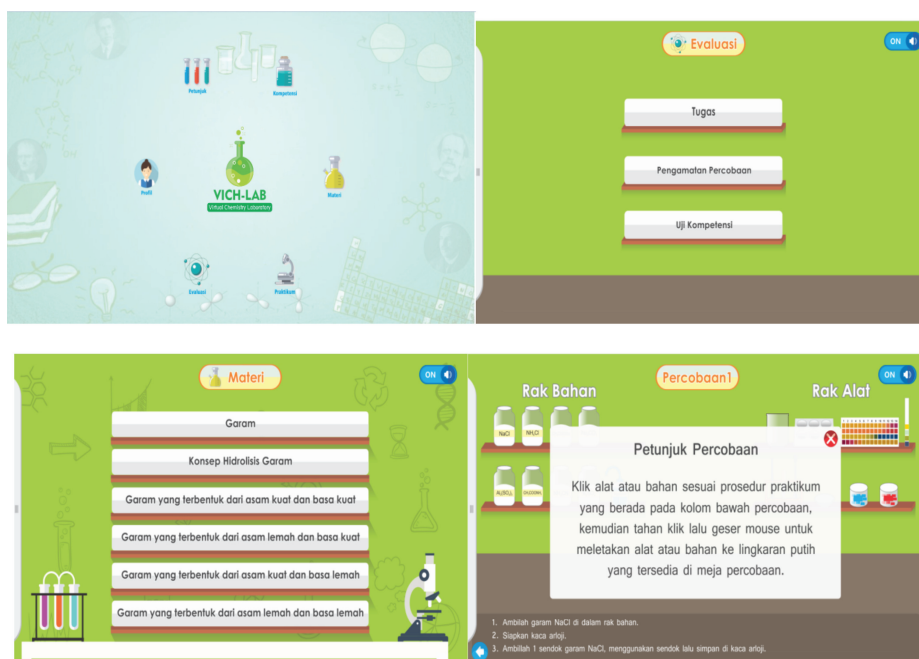 Petunjuk
Kompetensi
Profil
VICH-LAB
Virtual Chemistry Laboratory
Materi
Evaluasi
Praktikum
Evaluasi
ON
Tugas
Pengamatan Percobaan
Uji Kompetensi
Materi
ON
Garam
Konsep Hidrolisis Garam
Garam yang terbentuk dari asam kuat dan basa kuat
Garam yang terbentuk dari asam lemah dan basa kuat
Garam yang terbentuk dari asam kuat dan basa lemah
Garam yang terbentuk dari asam lemah dan basa lemah
Percobaan1)
ON
Rak Bahan
Rak Alat
NaCl
NH₄Cl
Petunjuk Percobaan
Klik alat atau bahan sesuai prosedur praktikum
yang berada pada kolom bawah percobaan,
kemudian tahan klik lalu geser mouse untuk
meletakan alat atau bahan ke lingkaran putih
yang tersedia di meja percobaan.
1. Ambilah garam NaCl di dalam rak bahan.
2. Siapkan kaca arloji.
3. Ambillah 1 sendok garam NaCl, menggunakan sendok lalu simpan di kaca arloji.